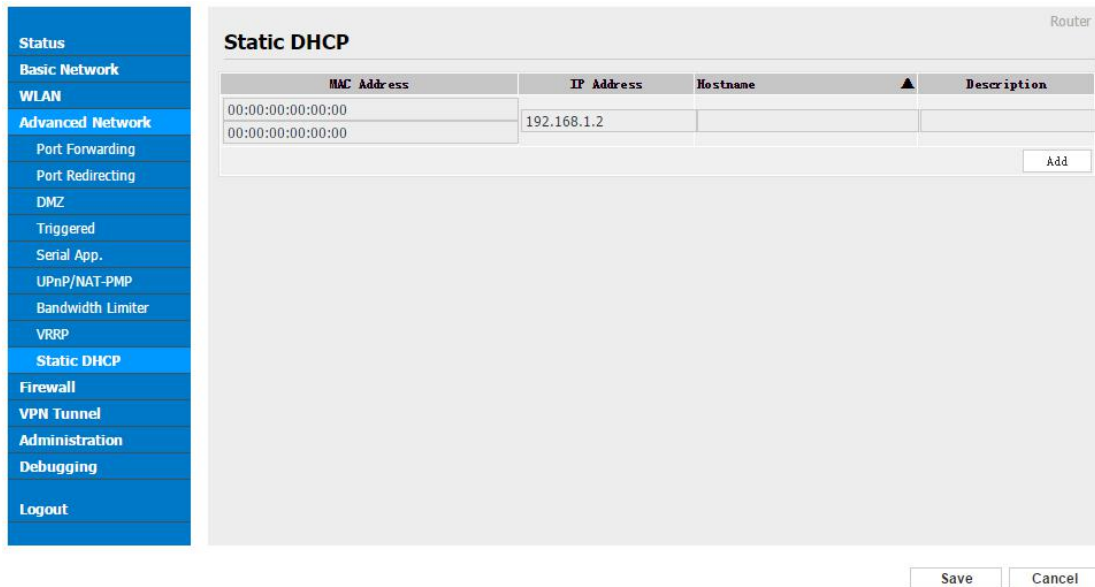 Router
Status
Basic Network
WLAN
Advanced Network
Port Forwarding
Port Redirecting
DMZ
Triggered
Serial App.
UPnP/NAT-PMP
Bandwidth Limiter
VRRP
Static DHCP
Firewall
VPN Tunnel
Administration
Debugging
Logout
Static DHCP
MAC Address IP Address Hostname ▲ Description
00:00:00:00:00:00
00:00:00:00:00:00
192.168.1.2
Add
Save Cancel